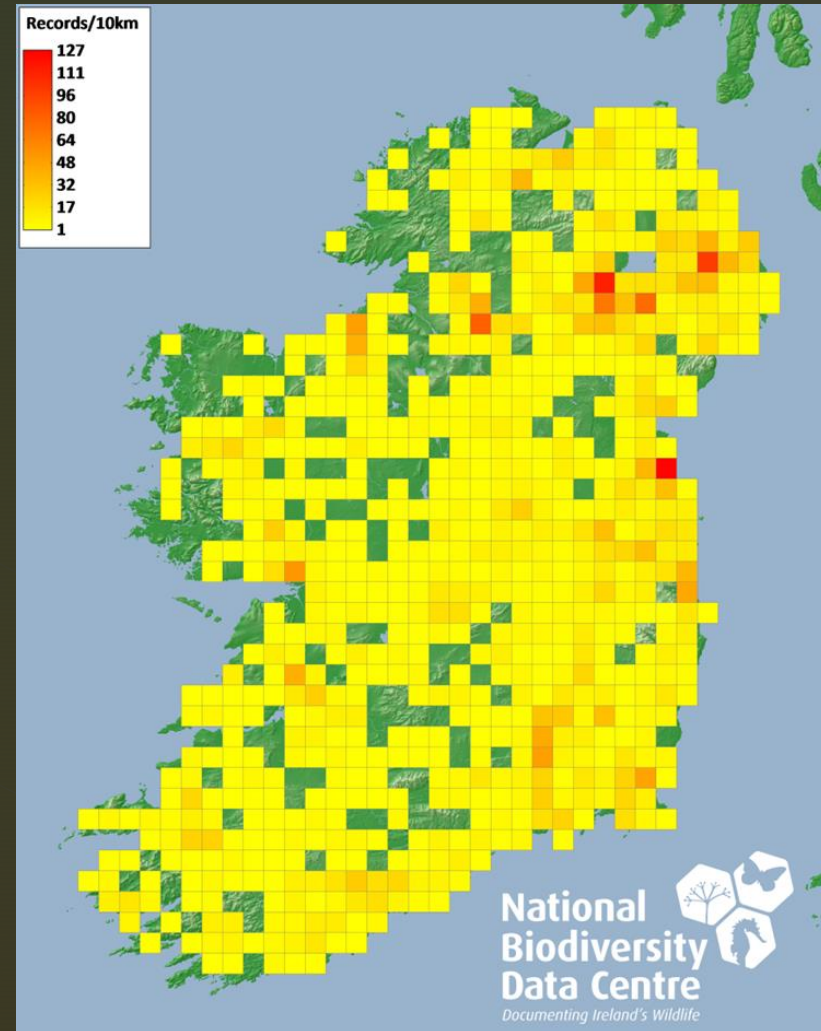 Records/10km
127
111
96
80
64
48
32
17
1
National
Biodiversity
Data Centre
Documenting Ireland's Wildlife